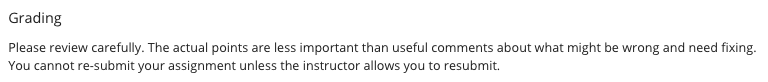 Grading
Please review carefully. The actual points are less important than useful comments about what might be wrong and need fixing.
You cannot re-submit your assignment unless the instructor allows you to resubmit.